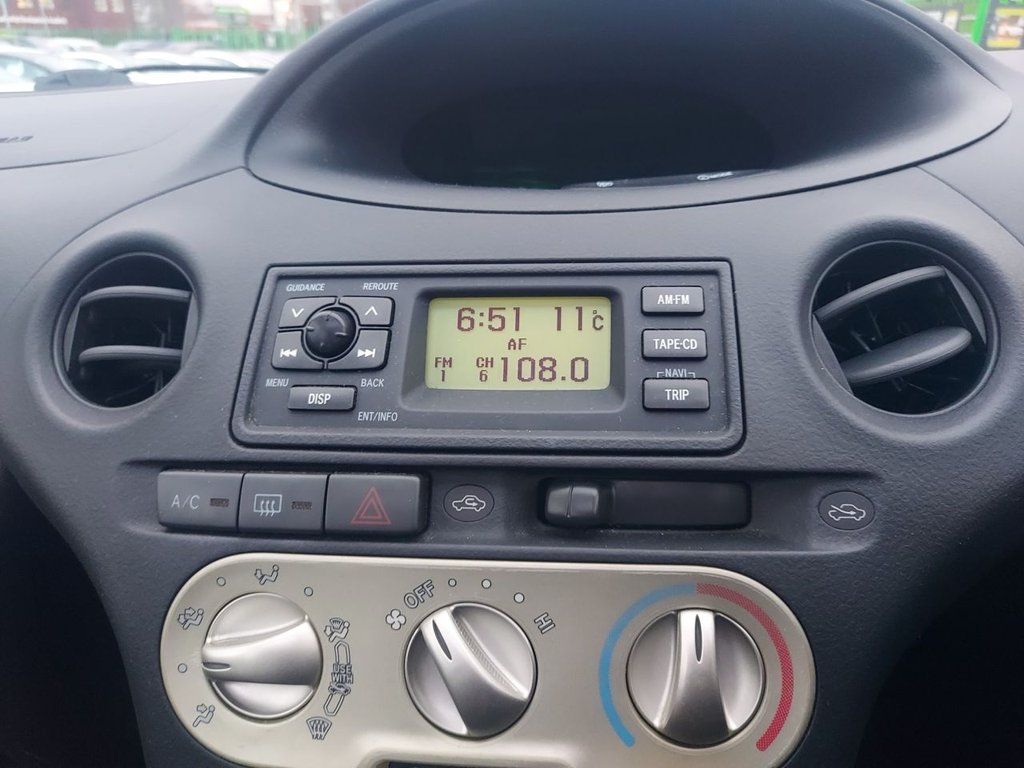 GUIDANCE REROUTE
AM·FM
6:51 11°C
AF
TAPE·CD
FM 1 CH 6 108.0
NAVI
MENU BACK
DISP
TRIP
ENT/INFO
A/C
OFF
HI
USE
WITH